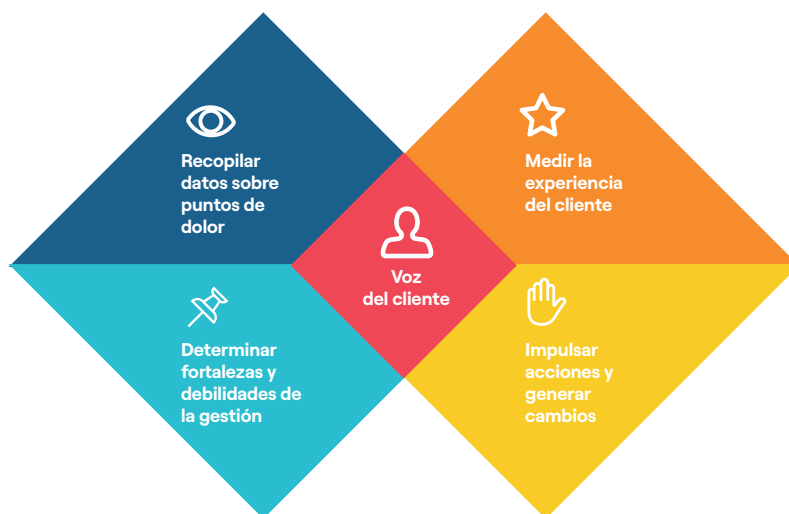 Recopilar
datos sobre
puntos de
dolor
Medir la
experiencia
del cliente
Voz
del cliente
Determinar
fortalezas y
debilidades de
la gestión
Impulsar
acciones y
generar
cambios